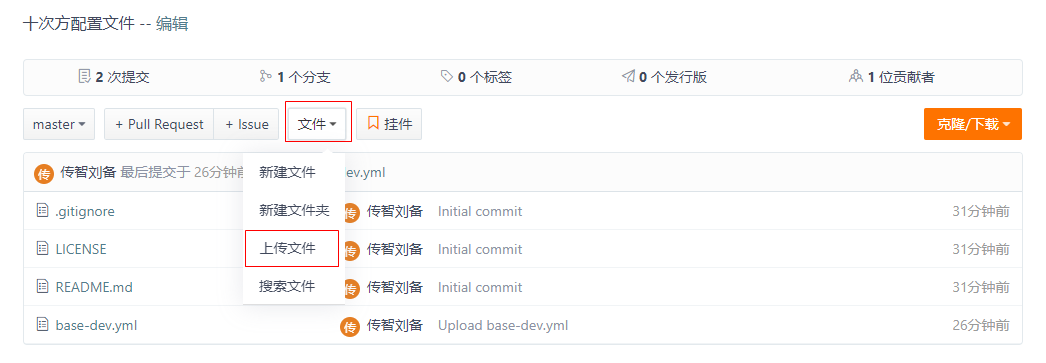 十次方配置文件 -- 编辑
2 次提交 1 个分支 0 个标签 0 个发行版 1 位贡献者
master + Pull Request + Issue 文件 挂件 克隆/下载
传 传智刘备 最后提交于 26分钟前 dev.yml
新建文件
新建文件夹
上传文件
搜索文件
.gitignore 传 传智刘备 Initial commit 31分钟前
LICENSE 传 传智刘备 Initial commit 31分钟前
README.md 传 传智刘备 Initial commit 31分钟前
base-dev.yml 传 传智刘备 Upload base-dev.yml 26分钟前